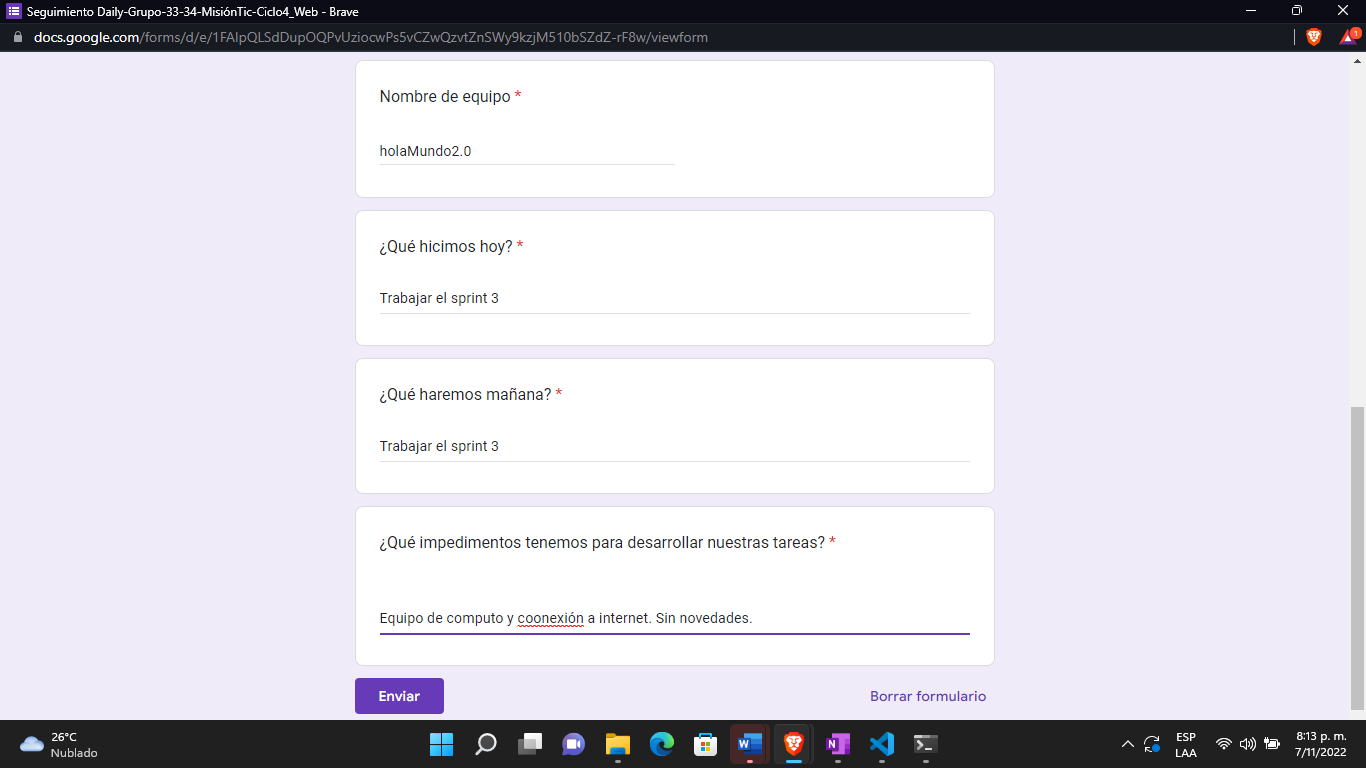 Seguimiento Daily-Grupo-33-34-MisiónTic-Ciclo4_Web - Brave
docs.google.com/forms/d/e/1FAIpQLSdDupOQPvUziocwPs5vCZwQzvtZnSWy9kzjM510bSZdZ-rF8w/viewform
1
Nombre de equipo *
holaMundo2.0
¿Qué hicimos hoy? *
Trabajar el sprint 3
¿Qué haremos mañana? *
Trabajar el sprint 3
¿Qué impedimentos tenemos para desarrollar nuestras tareas? *
Equipo de computo y coonexión a internet. Sin novedades.
Enviar
Borrar formulario
26°C
Nublado
ESP
LAA
8:13 p. m.
7/11/2022